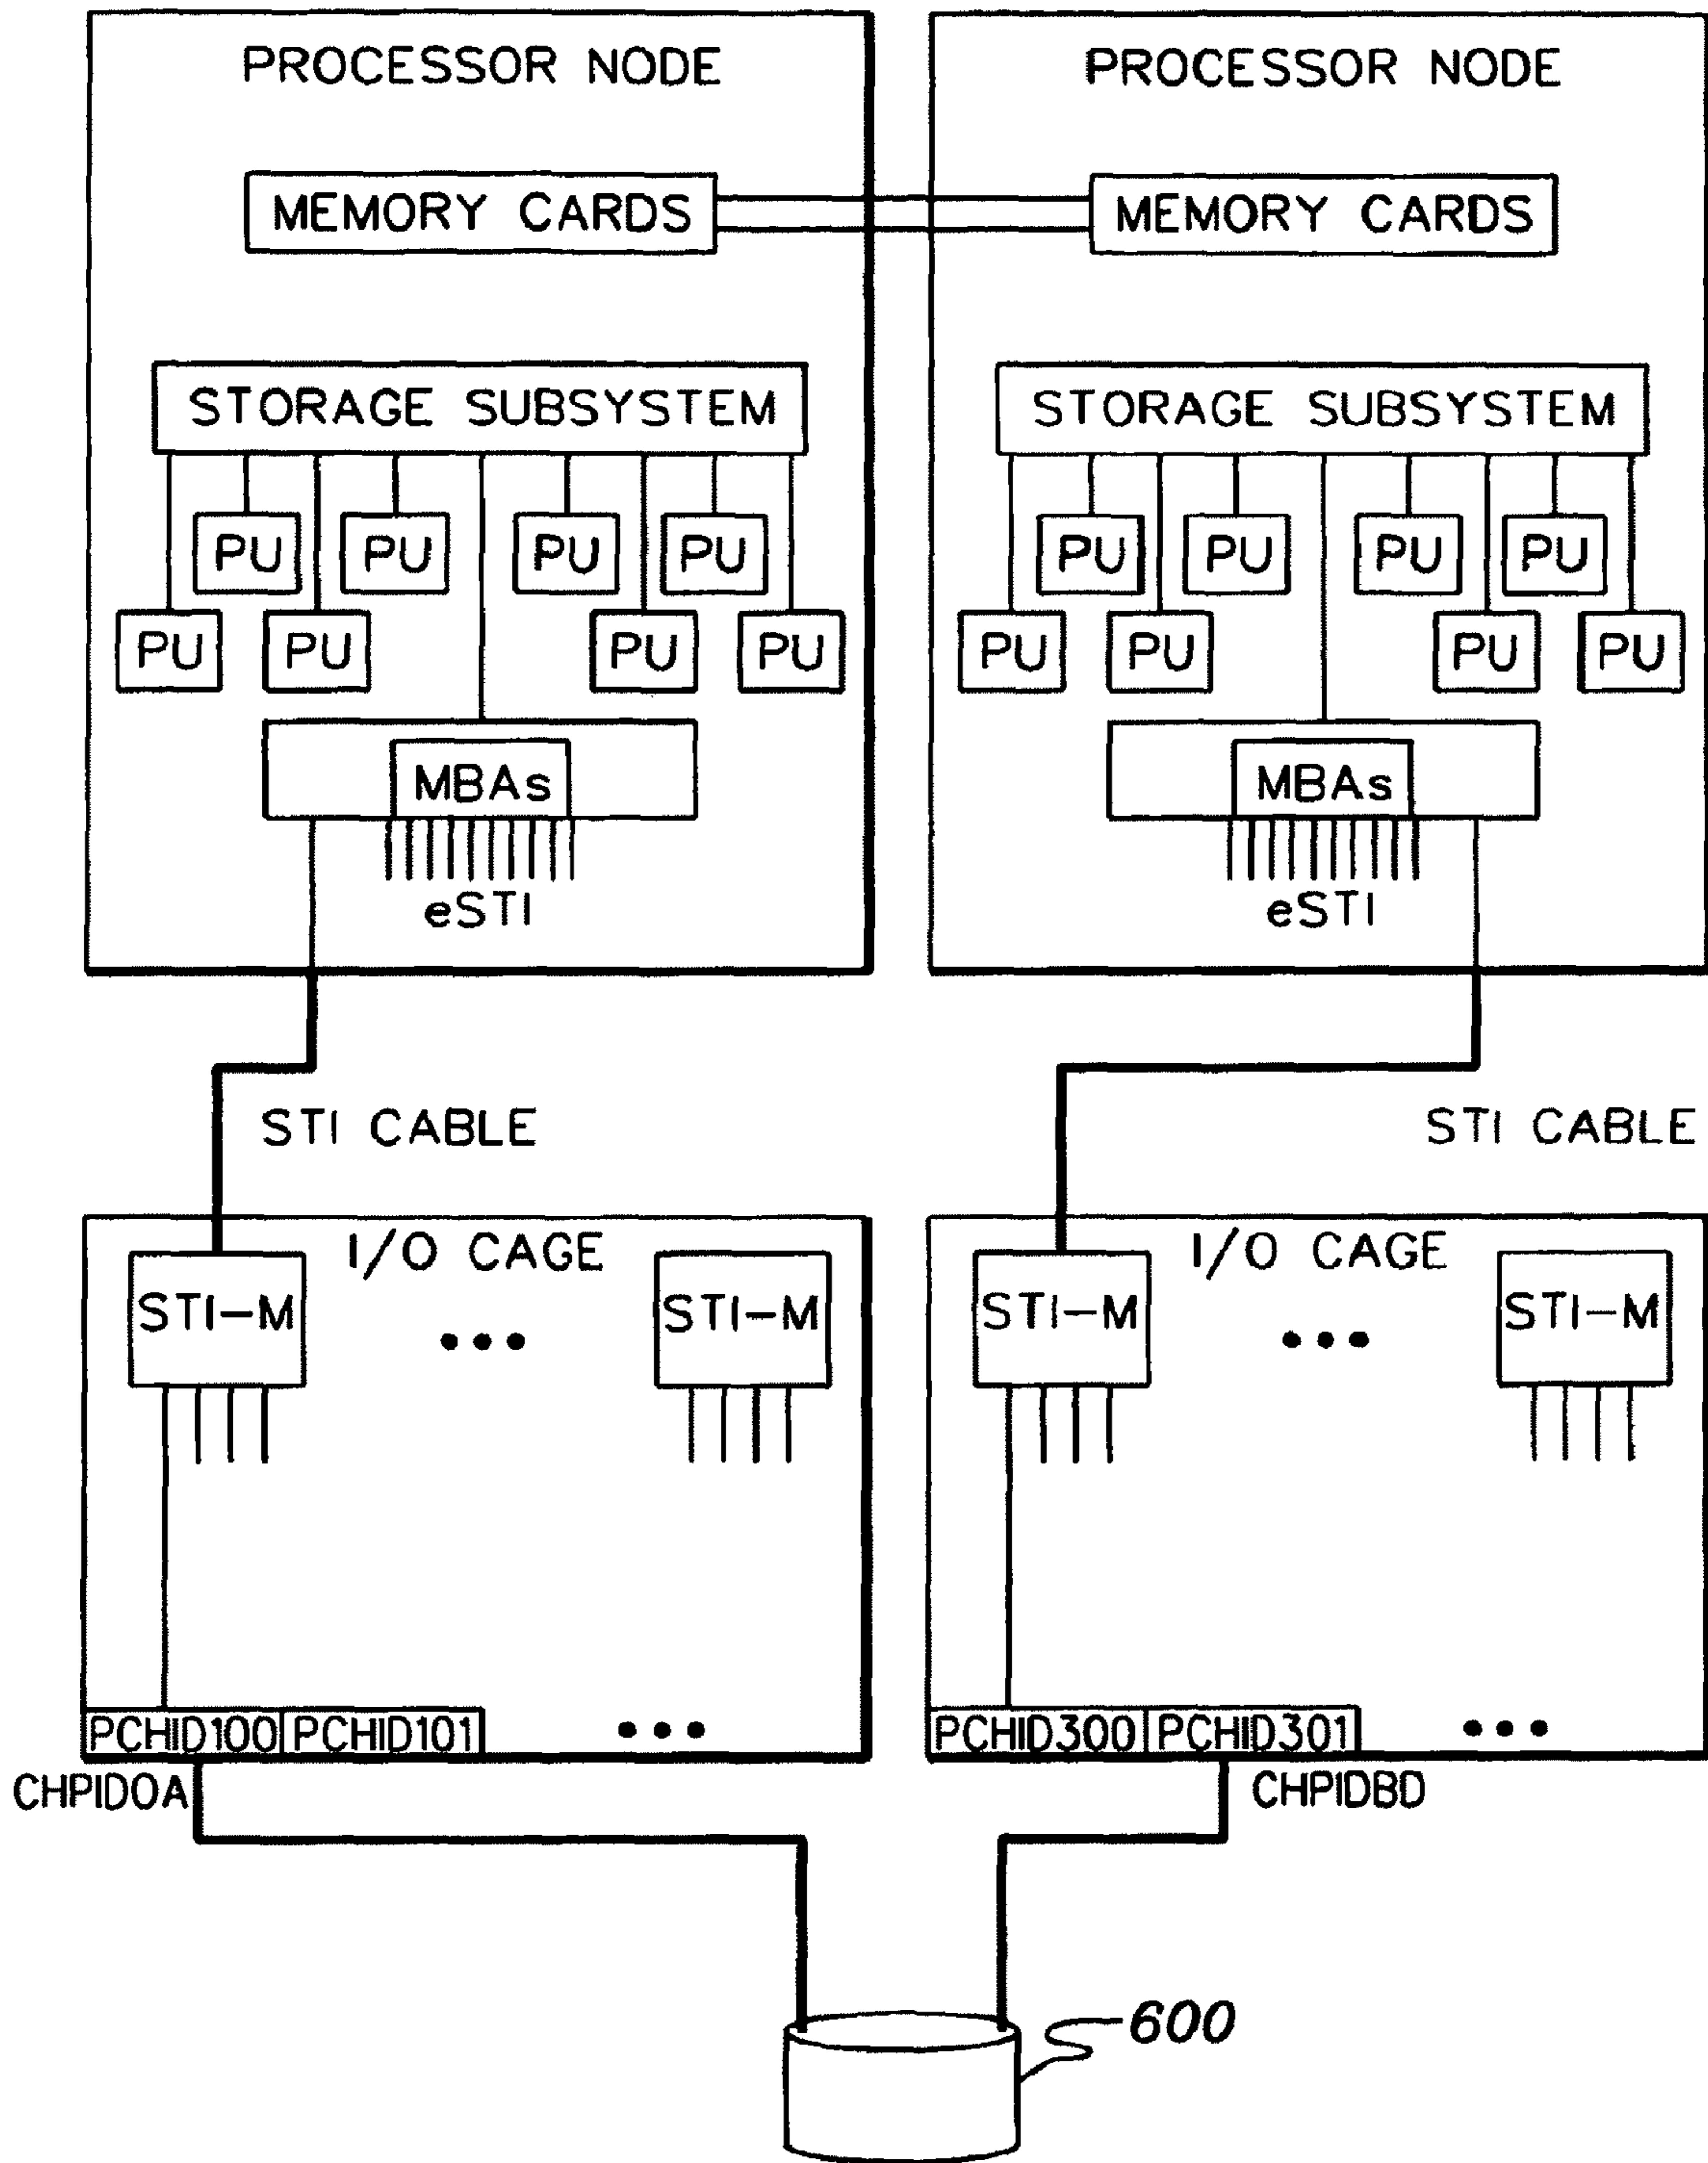 PROCESSOR NODE
MEMORY CARDS
STORAGE SUBSYSTEM
PU PU PU PU
PU PU PU PU
MBAs
eSTI
PROCESSOR NODE
MEMORY CARDS
STORAGE SUBSYSTEM
PU PU PU PU
PU PU PU PU
MBAs
eSTI
STI CABLE
STI CABLE
I/O CAGE
STI-M
STI-M
PCHID100 PCHID101
CHPID0A
I/O CAGE
STI-M
STI-M
PCHID300 PCHID301
CHPIDBD
600